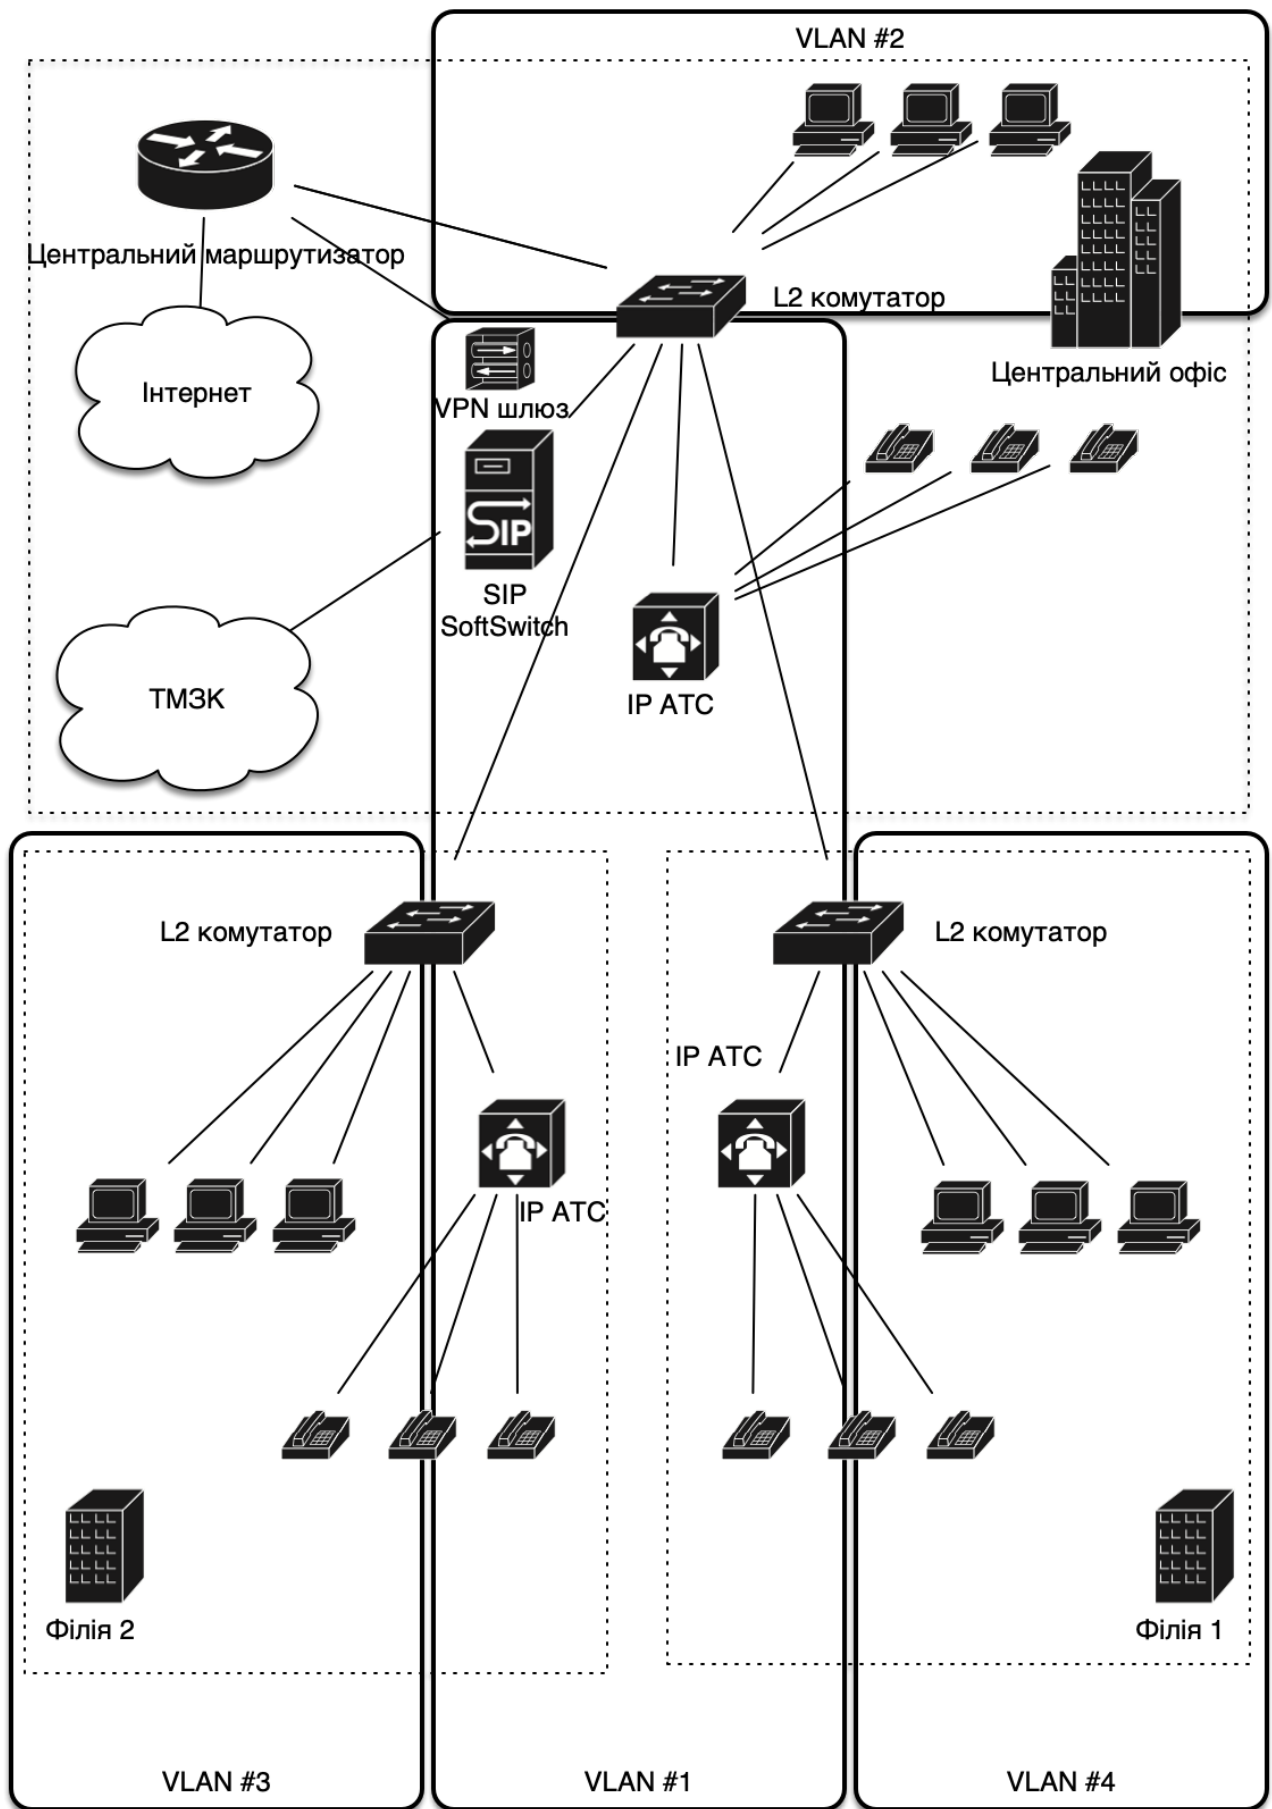 VLAN #2
Центральний маршрутизатор
L2 комутатор
Центральний офіс
Інтернет
VPN шлюз
SIP
SIP
SoftSwitch
ТМЗК
IP АТС
L2 комутатор
L2 комутатор
IP АТС
IP АТС
Філія 2
Філія 1
VLAN #3
VLAN #1
VLAN #4